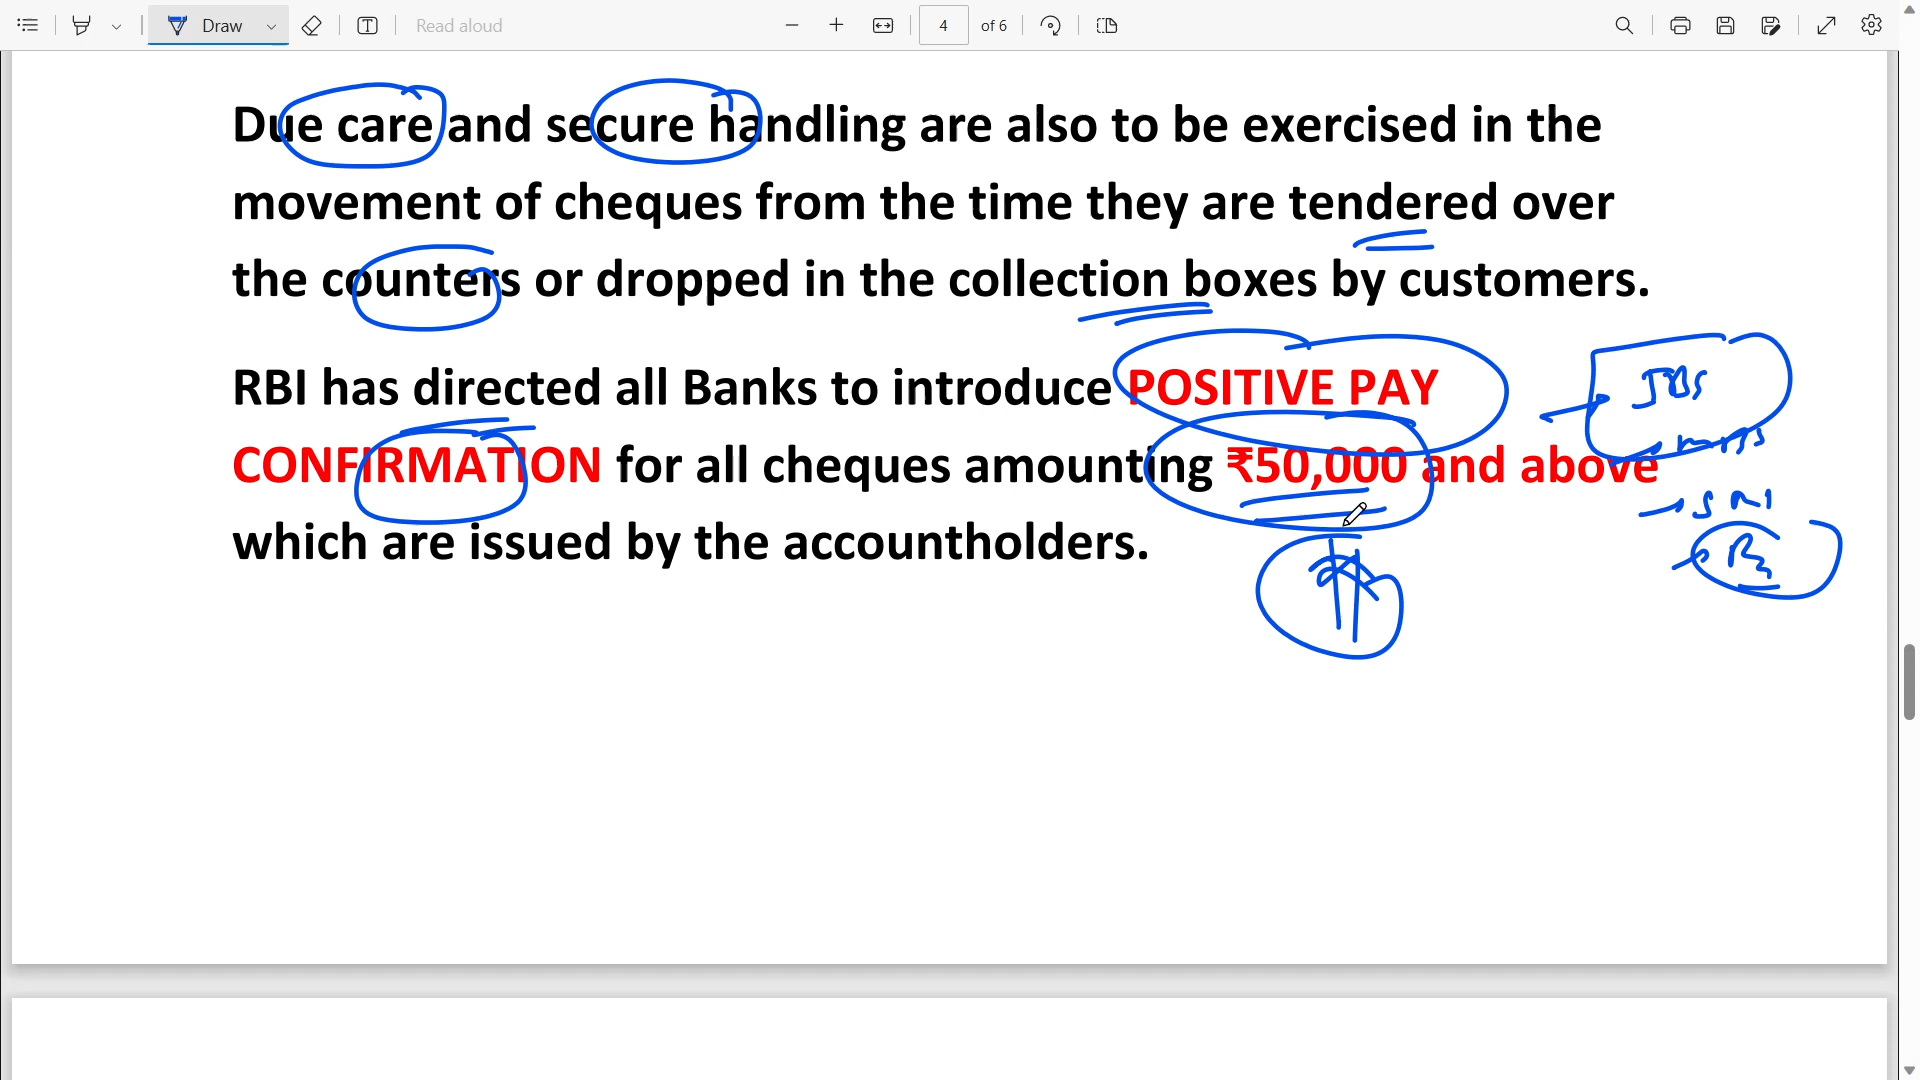 Draw
Read aloud
4
of 6
Due care and secure handling are also to be exercised in the
movement of cheques from the time they are tendered over
the counters or dropped in the collection boxes by customers.
RBI has directed all Banks to introduce POSITIVE PAY
CONFIRMATION for all cheques amounting ₹50,000 and above
which are issued by the accountholders.